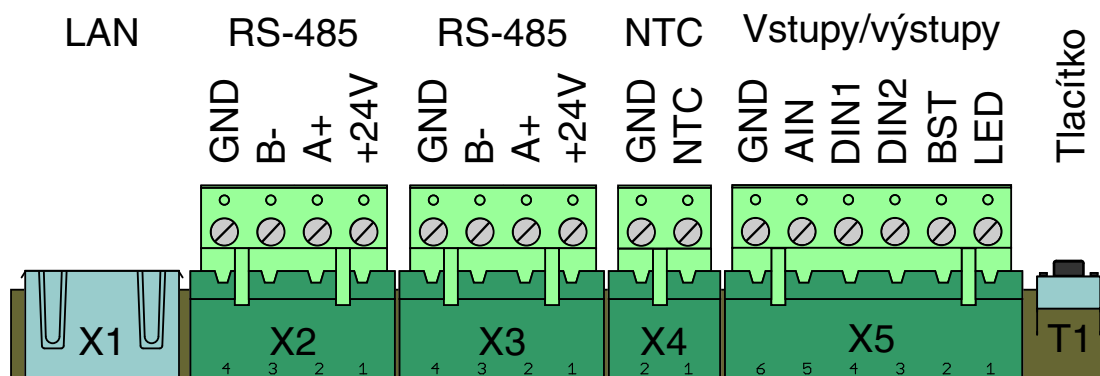 LAN RS-485 RS-485 NTC Vstupy/výstupy Tlacítko
GND B- A+ +24V GND B- A+ +24V GND NTC GND AIN DIN1 DIN2 BST LED
X1 X2 X3 X4 X5 T1
4 3 2 1 4 3 2 1 2 1 6 5 4 3 2 1